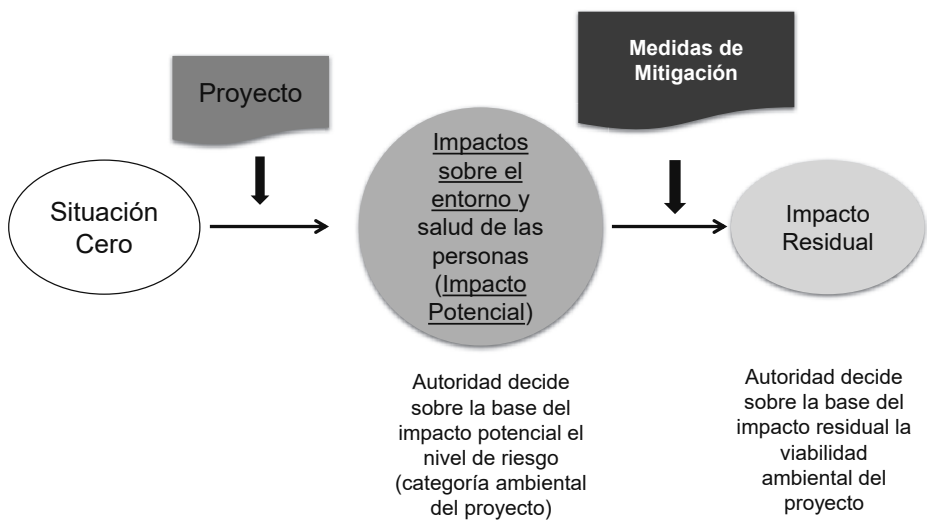 Proyecto
Medidas de
Mitigación
Situación
Cero
Impactos
sobre el
entorno y
salud de las
personas
(Impacto
Potencial)
Impacto
Residual
Autoridad decide
sobre la base del
impacto potencial el
nivel de riesgo
(categoría ambiental
del proyecto)
Autoridad decide
sobre la base del
impacto residual la
viabilidad
ambiental del
proyecto